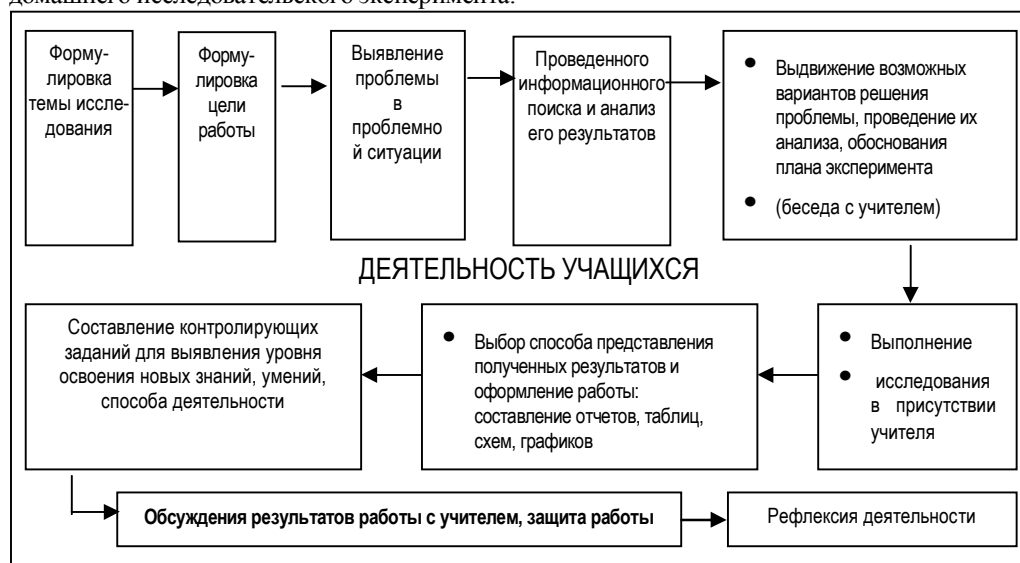 домашнего исследовательского эксперимента.
Форму-
лировка
темы иссле-
дования
Форму-
лировка
цели
работы
Выявление
проблемы
в
проблемно
й ситуации
Проведенного
информационного
поиска и анализ
его результатов
• Выдвижение возможных
вариантов решения
проблемы, проведение их
анализа, обоснования
плана эксперимента
• (беседа с учителем)
ДЕЯТЕЛЬНОСТЬ УЧАЩИХСЯ
• Выполнение
• исследования
в присутствии
учителя
• Выбор способа представления
полученных результатов и
оформление работы:
составление отчетов, таблиц,
схем, графиков
Составление контролирующих
заданий для выявления уровня
освоения новых знаний, умений,
способа деятельности
Обсуждения результатов работы с учителем, защита работы
Рефлексия деятельности